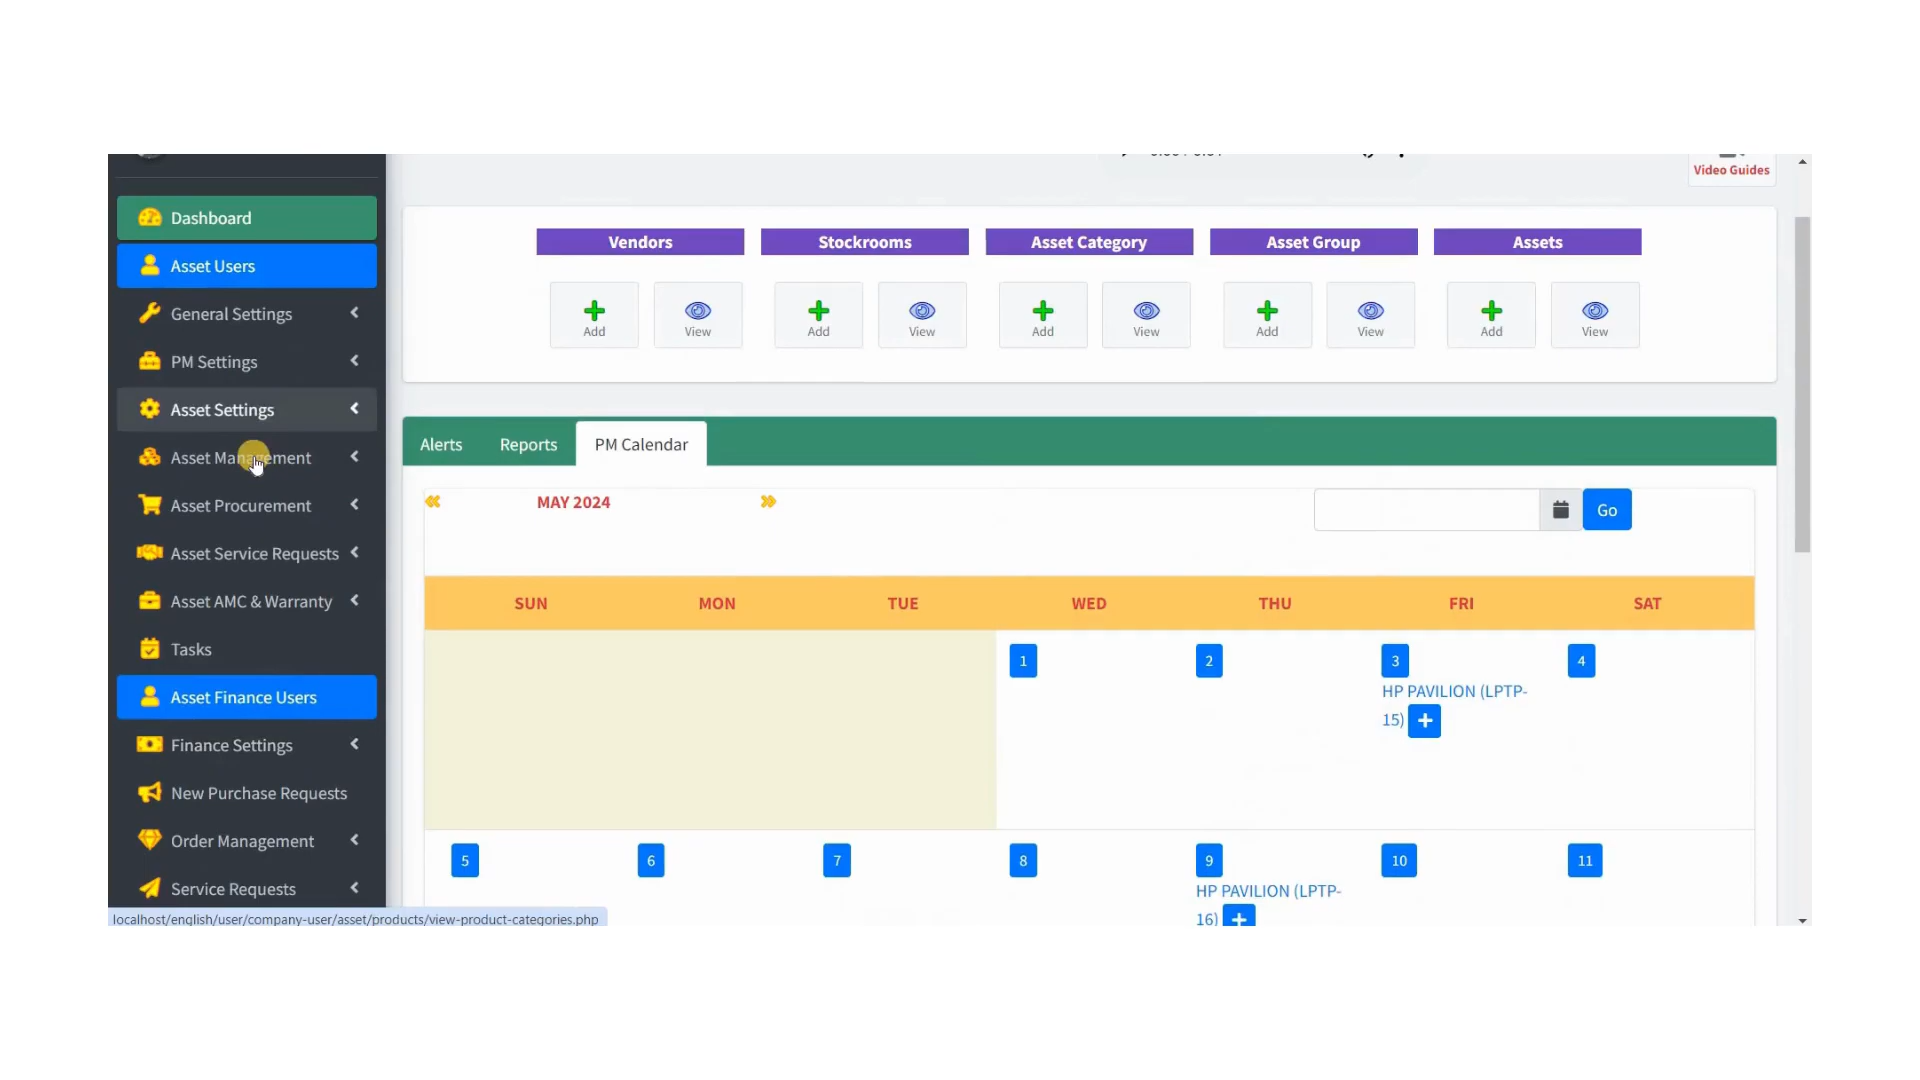 Video Guides
Dashboard
Asset Users
General Settings
PM Settings
Asset Settings
Asset Management
Asset Procurement
Asset Service Requests
Asset AMC & Warranty
Tasks
Asset Finance Users
Finance Settings
New Purchase Requests
Order Management
Service Requests
Vendors Stockrooms Asset Category Asset Group Assets
Add View Add View Add View Add View Add View
Alerts Reports PM Calendar
MAY 2024 Go
SUN MON TUE WED THU FRI SAT
1 2 3 4
HP PAVILION (LPTP-
15)
5 6 7 8 9 10 11
HP PAVILION (LPTP-
16)
localhost/english/user/company-user/asset/products/view-product-categories.php